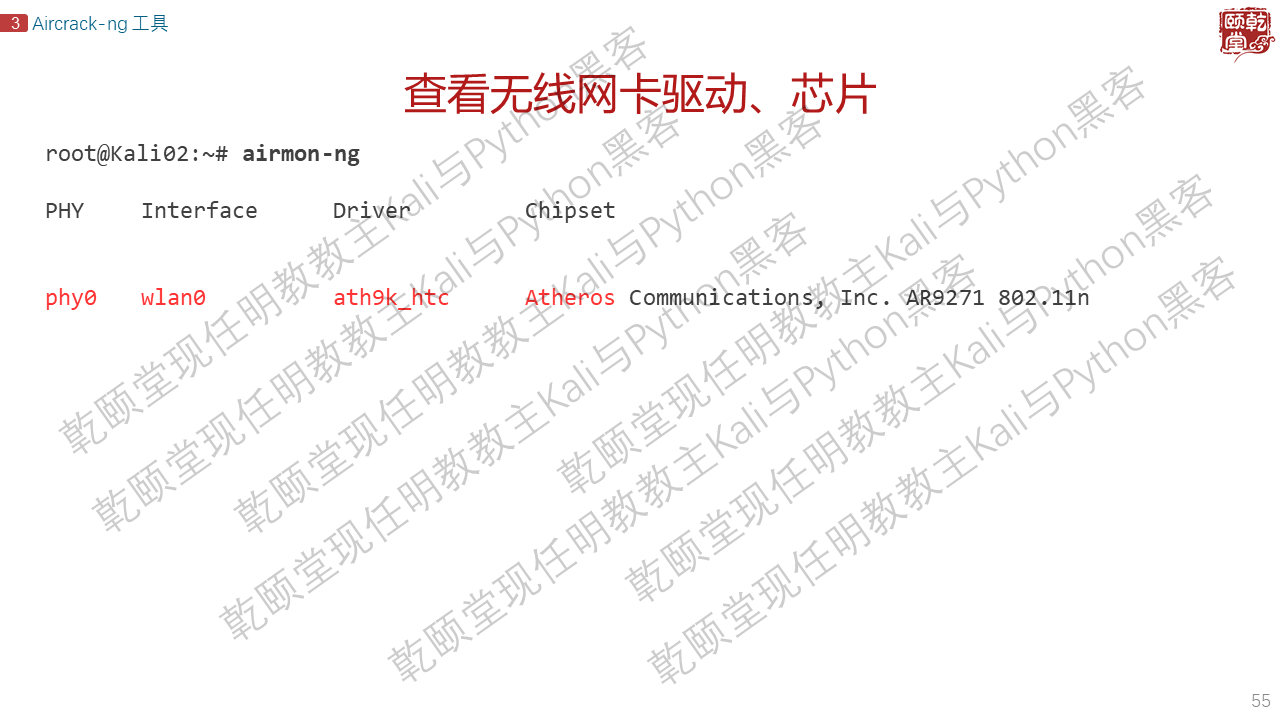 3 Aircrack-ng 工具
颐乾堂
查看无线网卡驱动、芯片
root@Kali02:~# airmon-ng
PHY Interface Driver Chipset
phy0 wlan0 ath9k_htc Atheros Communications, Inc. AR9271 802.11n
乾颐堂现任明教教主Kali与Python黑客
乾颐堂现任明教教主Kali与Python黑客
乾颐堂现任明教教主Kali与Python黑客
乾颐堂现任明教教主Kali与Python黑客
乾颐堂现任明教教主Kali与Python黑客
乾颐堂现任明教教主Kali与Python黑客
乾颐堂现任明教教主Kali与Python黑客
乾颐堂现任明教教主Kali与Python黑客
55